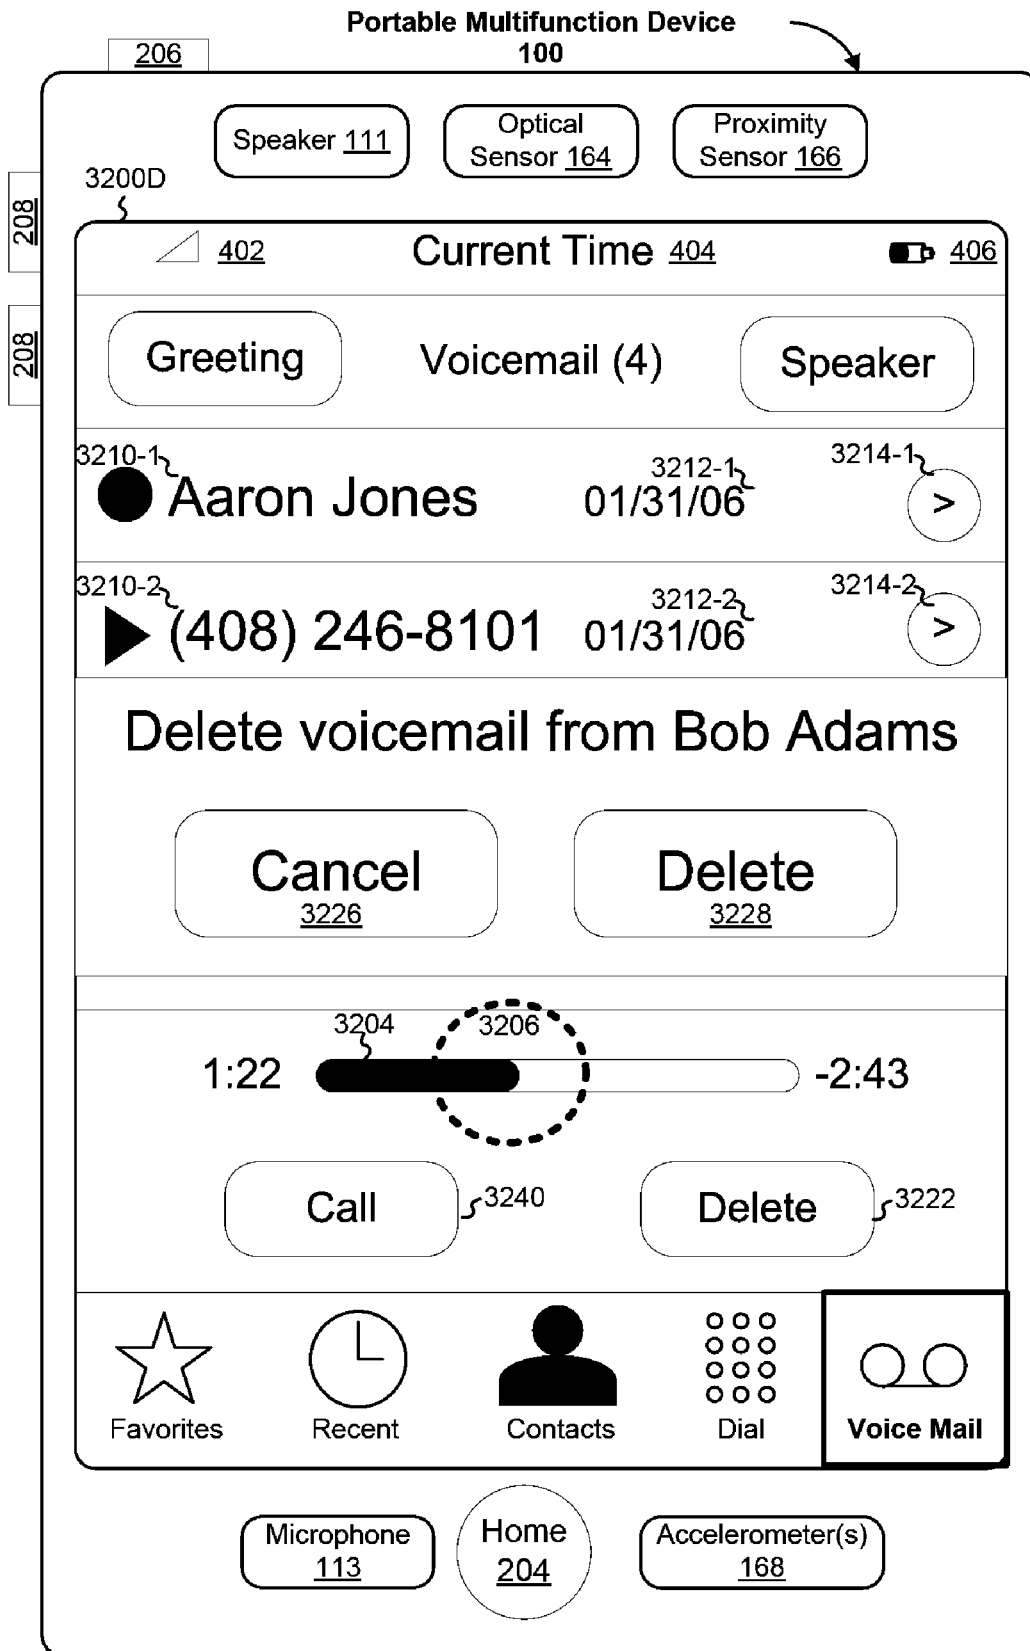 Portable Multifunction Device
100
206
Speaker 111
Optical
Sensor 164
Proximity
Sensor 166
3200D
208
402
Current Time 404
406
208
Greeting
Voicemail (4)
Speaker
3210-1
3212-1
3214-1
Aaron Jones
01/31/06
>
3210-2
3212-2
3214-2
(408) 246-8101
01/31/06
>
Delete voicemail from Bob Adams
Cancel
3226
Delete
3228
3204
3206
1:22
-2:43
Call
3240
Delete
3222
Favorites
Recent
Contacts
Dial
Voice Mail
Microphone
113
Home
204
Accelerometer(s)
168